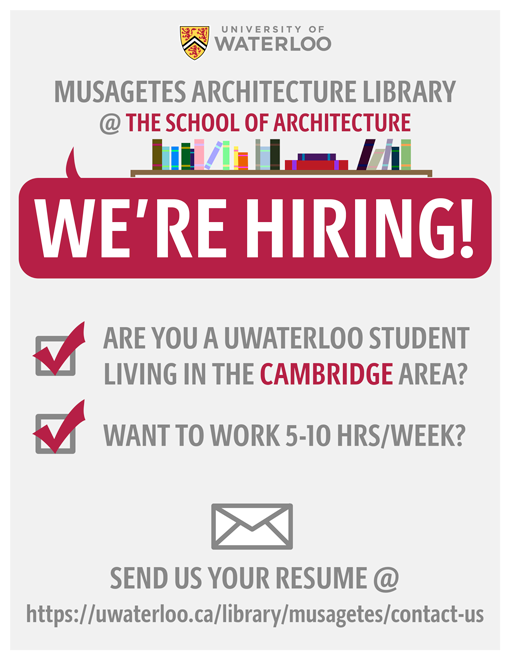 UNIVERSITY OF
WATERLOO
MUSAGETES ARCHITECTURE LIBRARY
@ THE SCHOOL OF ARCHITECTURE
WE'RE HIRING!
ARE YOU A UWATERLOO STUDENT
LIVING IN THE CAMBRIDGE AREA?
WANT TO WORK 5-10 HRS/WEEK?
SEND US YOUR RESUME @
https://uwaterloo.ca/library/musagetes/contact-us